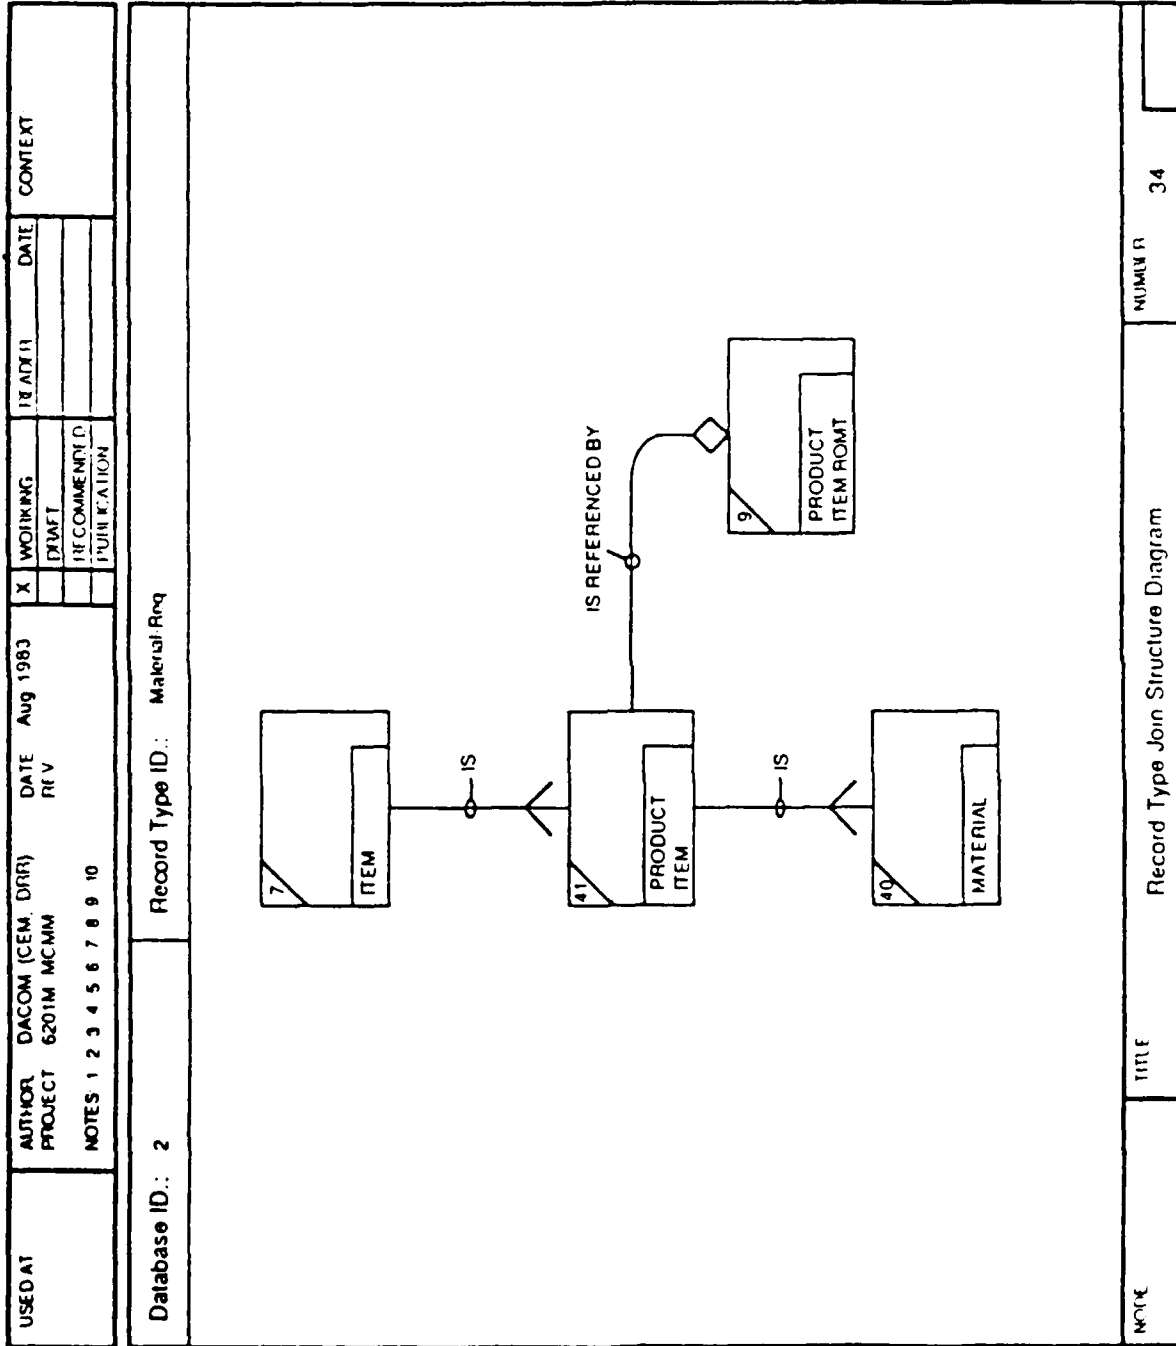 USED AT
AUTHOR DACOM (CEM, DRR)
PROJECT 6201M MCMM
NOTES 1 2 3 4 5 6 7 8 9 10
DATE Aug 1983
REV
X WORKING
DRAFT
RECOMMENDED
PUBLICATION
READER DATE
CONTEXT
Database ID.: 2
Record Type ID.: Material-Req
7
ITEM
IS
41
PRODUCT
ITEM
IS REFERENCED BY
9
PRODUCT
ITEM RQMT
IS
40
MATERIAL
NODE
TITLE
Record Type Join Structure Diagram
NUMBER
34